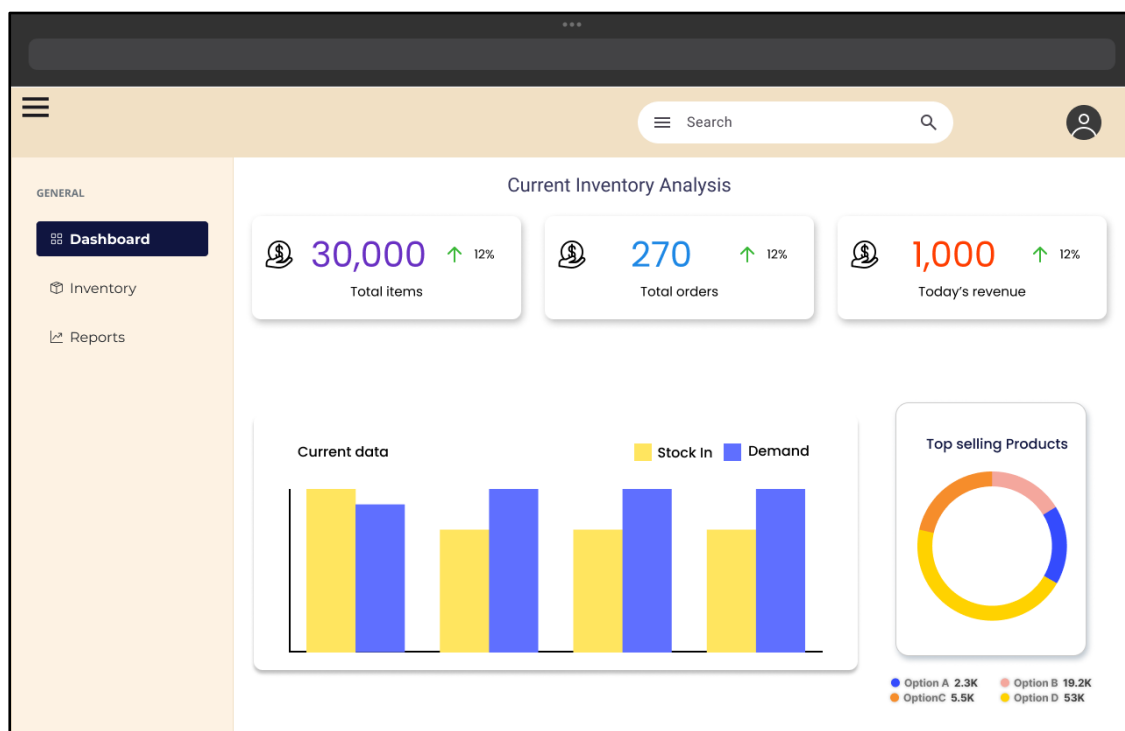 Search
GENERAL
Dashboard
Inventory
Reports
Current Inventory Analysis
30,000 12%
Total items
270 12%
Total orders
1,000 12%
Today's revenue
Current data
Stock In Demand
Top selling Products
Option A 2.3K Option B 19.2K
OptionC 5.5K Option D 53K